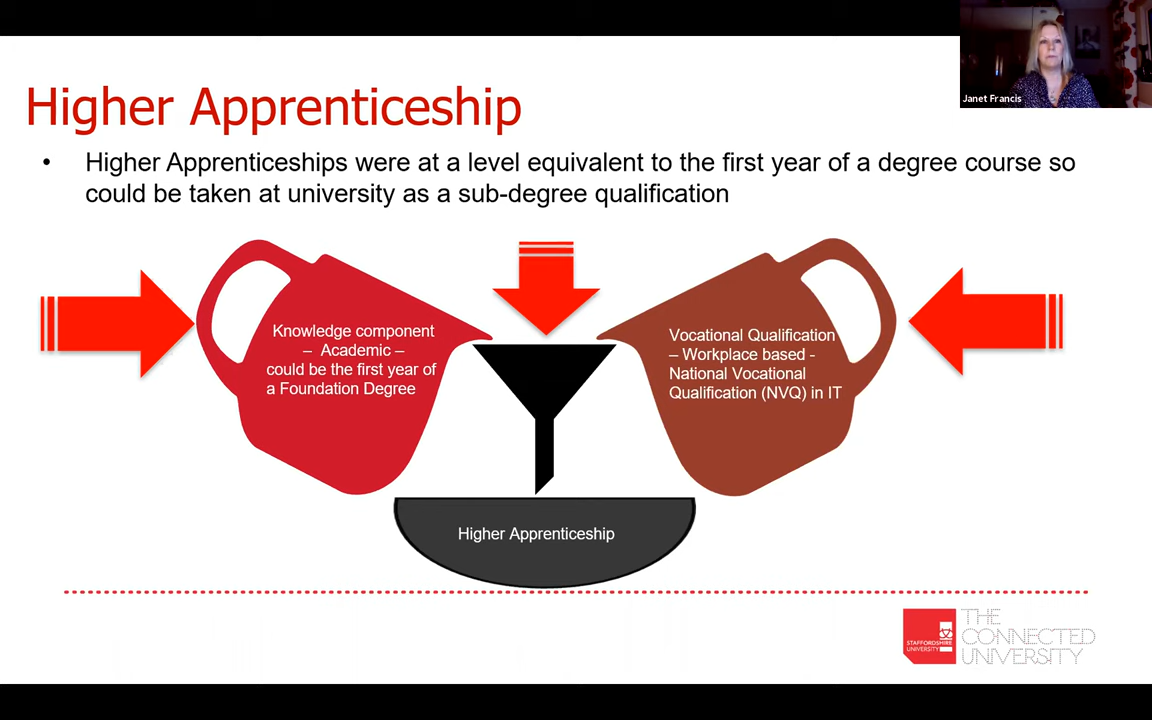 Higher Apprenticeship
Janet Francis
• Higher Apprenticeships were at a level equivalent to the first year of a degree course so
could be taken at university as a sub-degree qualification
Knowledge component
– Academic –
could be the first year of
a Foundation Degree
Vocational Qualification
– Workplace based -
National Vocational
Qualification (NVQ) in IT
Higher Apprenticeship
STAFFORDSHIRE
UNIVERSITY
THE
CONNECTED
UNIVERSITY